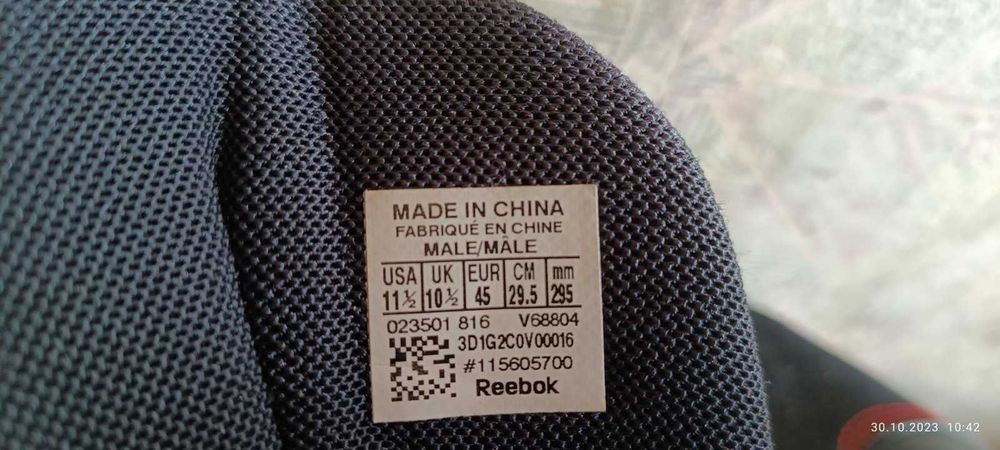 MADE IN CHINA
FABRIQUÉ EN CHINE
MALE/MÂLE
USA UK EUR CM mm
11½ 10½ 45 29.5 295
023501 816 V68804
3D1G2C0V00016
#115605700
Reebok
30.10.2023 10:42